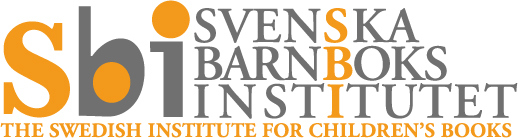 Sbi
SVENSKA
BARNBOKS
INSTITUTET
THE SWEDISH INSTITUTE FOR CHILDREN'S BOOKS